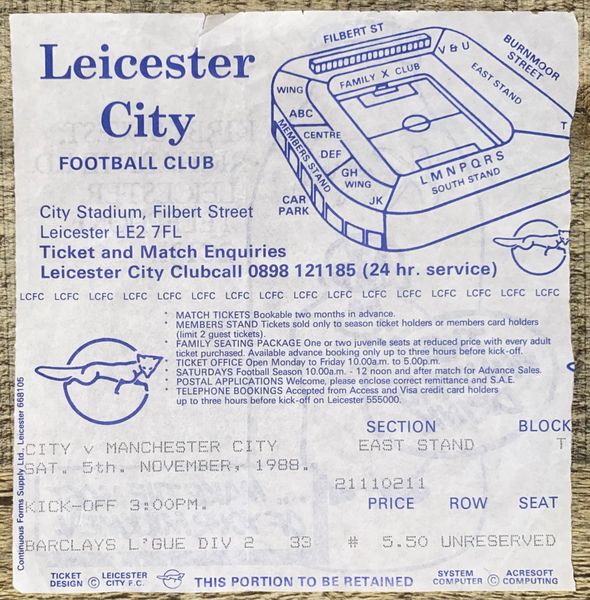 Leicester
City
FOOTBALL CLUB
City Stadium, Filbert Street
Leicester LE2 7FL
Ticket and Match Enquiries
Leicester City Clubcall 0898 121185 (24 hr. service)
FILBERT ST
BURNMOOR
STREET
V & U
EAST STAND
T
FAMILY X CLUB
WING
ABC
CENTRE
DEF
GH
WING
JK
MEMBERS STAND
L M N P Q R S
SOUTH STAND
CAR
PARK
LCFC LCFC LCFC LCFC LCFC LCFC LCFC LCFC LCFC LCFC LCFC LCFC LCFC LCFC LCFC LCFC
* MATCH TICKETS Bookable two months in advance.
* MEMBERS STAND Tickets sold only to season ticket holders or members card holders
(limit 2 guest tickets).
* FAMILY SEATING PACKAGE One or two juvenile seats at reduced price with every adult
ticket purchased. Available advance booking only up to three hours before kick-off.
* TICKET OFFICE Open Monday to Friday 10.00a.m. to 5.00p.m.
* SATURDAYS Football Season 10.00a.m. - 12 noon and after match for Advance Sales.
* POSTAL APPLICATIONS Welcome, please enclose correct remittance and S.A.E.
* TELEPHONE BOOKINGS Accepted from Access and Visa credit card holders
up to three hours before kick-off on Leicester 555000.
Continuous Forms Supply Ltd., Leicester 668105
SECTION BLOCK
CITY v MANCHESTER CITY EAST STAND T
SAT. 5th. NOVEMBER, 1988.
21110211
KICK-OFF 3:00PM. PRICE ROW SEAT
BARCLAYS L'GUE DIV 2 33 # 5.50 UNRESERVED
TICKET
DESIGN © LEICESTER
CITY F.C.
THIS PORTION TO BE RETAINED
SYSTEM
COMPUTER © ACRESOFT
COMPUTING